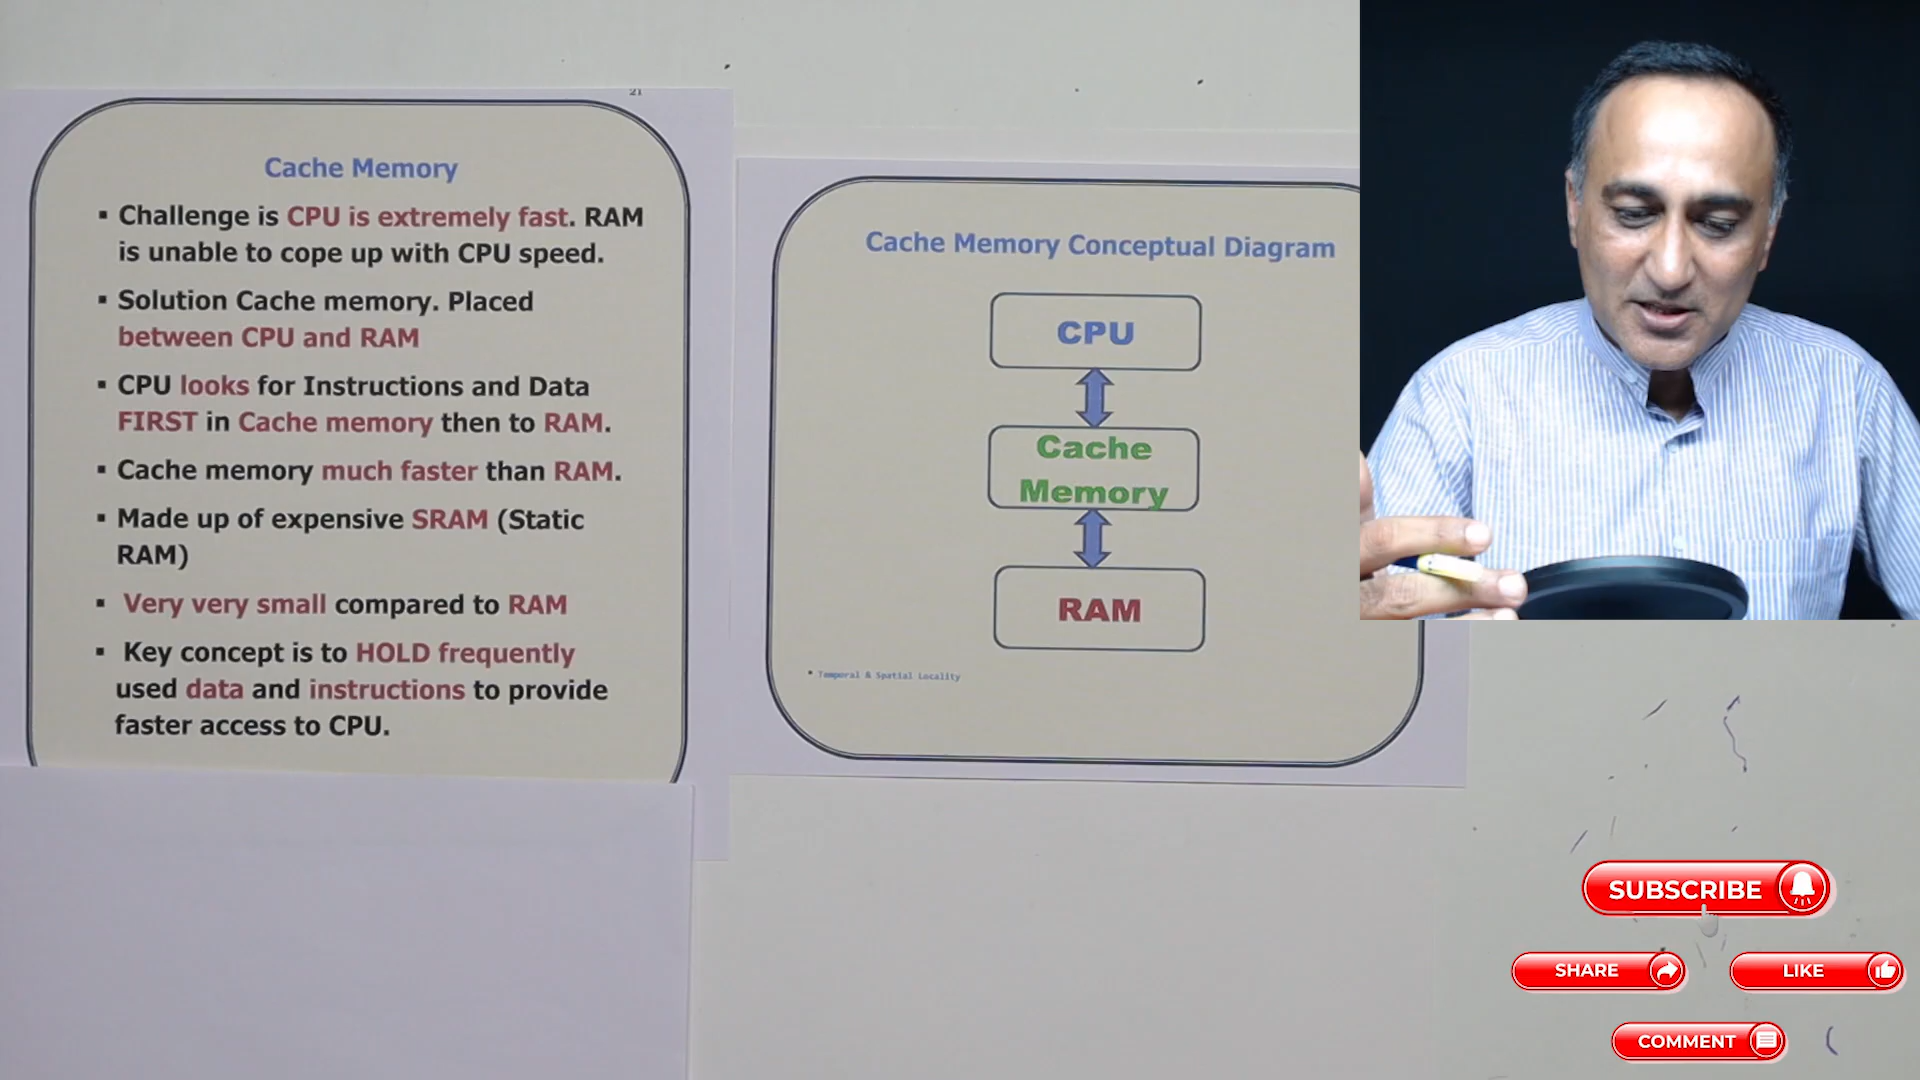 21
Cache Memory
▪ Challenge is CPU is extremely fast. RAM
is unable to cope up with CPU speed.
▪ Solution Cache memory. Placed
between CPU and RAM
▪ CPU looks for Instructions and Data
FIRST in Cache memory then to RAM.
▪ Cache memory much faster than RAM.
▪ Made up of expensive SRAM (Static
RAM)
▪ Very very small compared to RAM
▪ Key concept is to HOLD frequently
used data and instructions to provide
faster access to CPU.
Cache Memory Conceptual Diagram
CPU
Cache
Memory
RAM
* Temporal & Spatial Locality
SUBSCRIBE
SHARE
LIKE
COMMENT